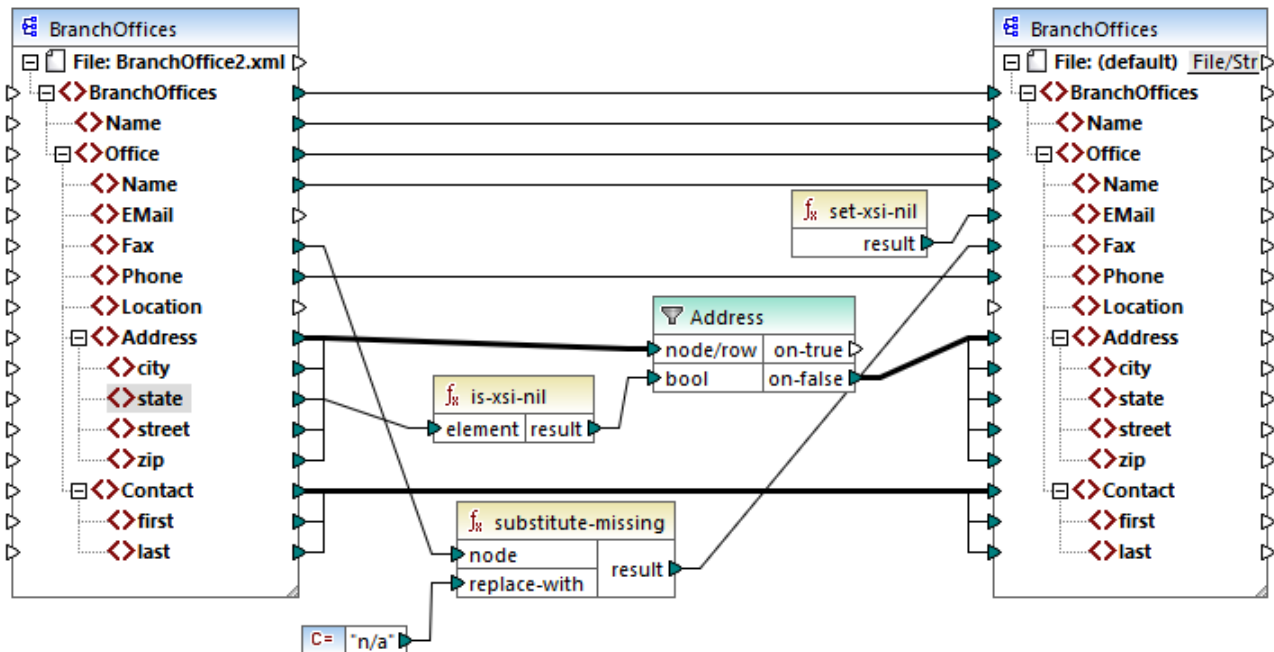 BranchOffices
File: BranchOffice2.xml
BranchOffices
Name
Office
Name
EMail
Fax
Phone
Location
Address
city
state
street
zip
Contact
first
last
fx set-xsi-nil
result
Address
node/row on-true
bool on-false
fx is-xsi-nil
element result
fx substitute-missing
node
result
replace-with
C= "n/a"
BranchOffices
File: (default) File/Str
BranchOffices
Name
Office
Name
EMail
Fax
Phone
Location
Address
city
state
street
zip
Contact
first
last